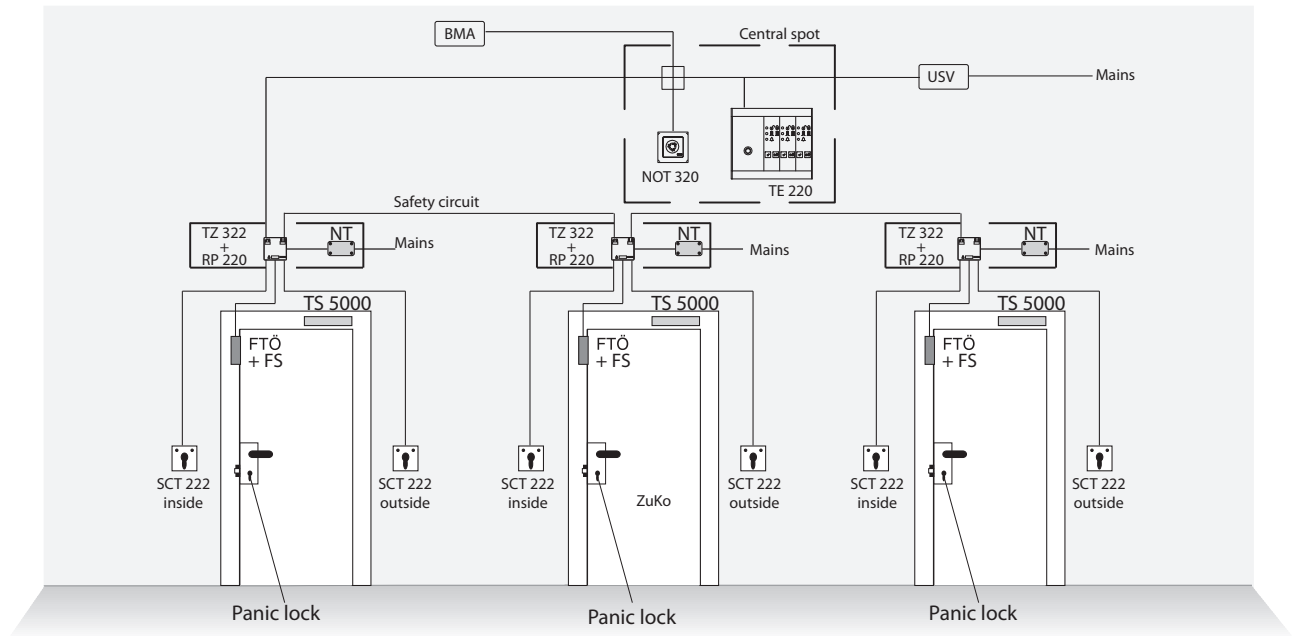 BMA
Central spot
USV
Mains
NOT 320
TE 220
Safety circuit
TZ 322
+
RP 220
NT
Mains
TZ 322
+
RP 220
NT
Mains
TZ 322
+
RP 220
NT
Mains
TS 5000
TS 5000
TS 5000
FTÖ
+ FS
FTÖ
+ FS
FTÖ
+ FS
SCT 222
inside
SCT 222
outside
SCT 222
inside
SCT 222
outside
SCT 222
inside
SCT 222
outside
ZuKo
Panic lock
Panic lock
Panic lock